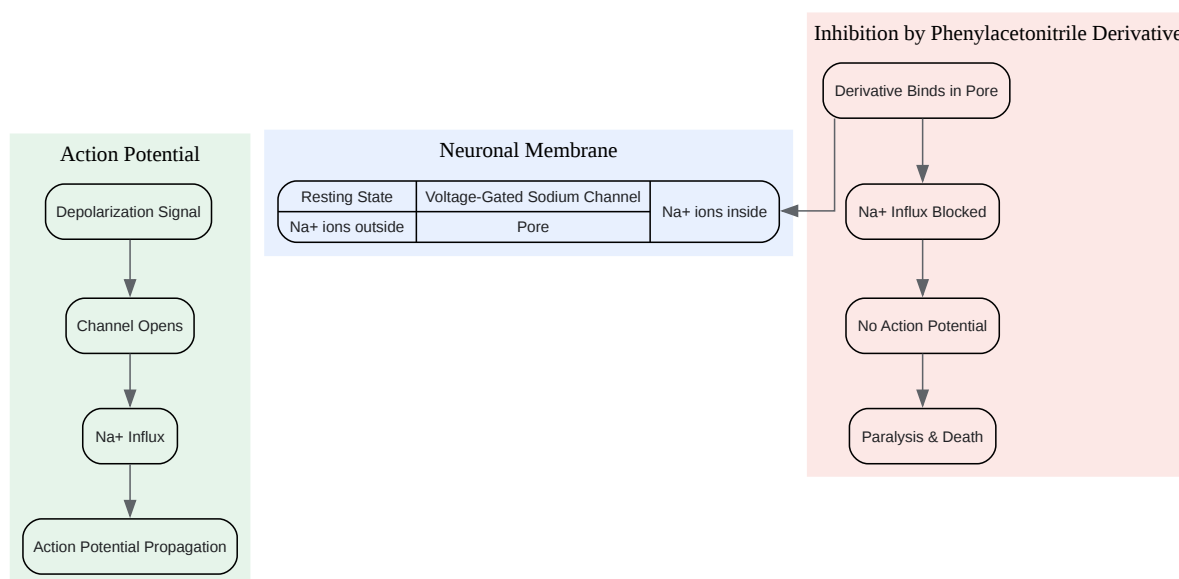 Action Potential
Depolarization Signal
Channel Opens
Na+ Influx
Action Potential Propagation
Neuronal Membrane
Resting State
Na+ ions outside
Voltage-Gated Sodium Channel
Pore
Na+ ions inside
Inhibition by Phenylacetonitrile Derivative
Derivative Binds in Pore
Na+ Influx Blocked
No Action Potential
Paralysis & Death